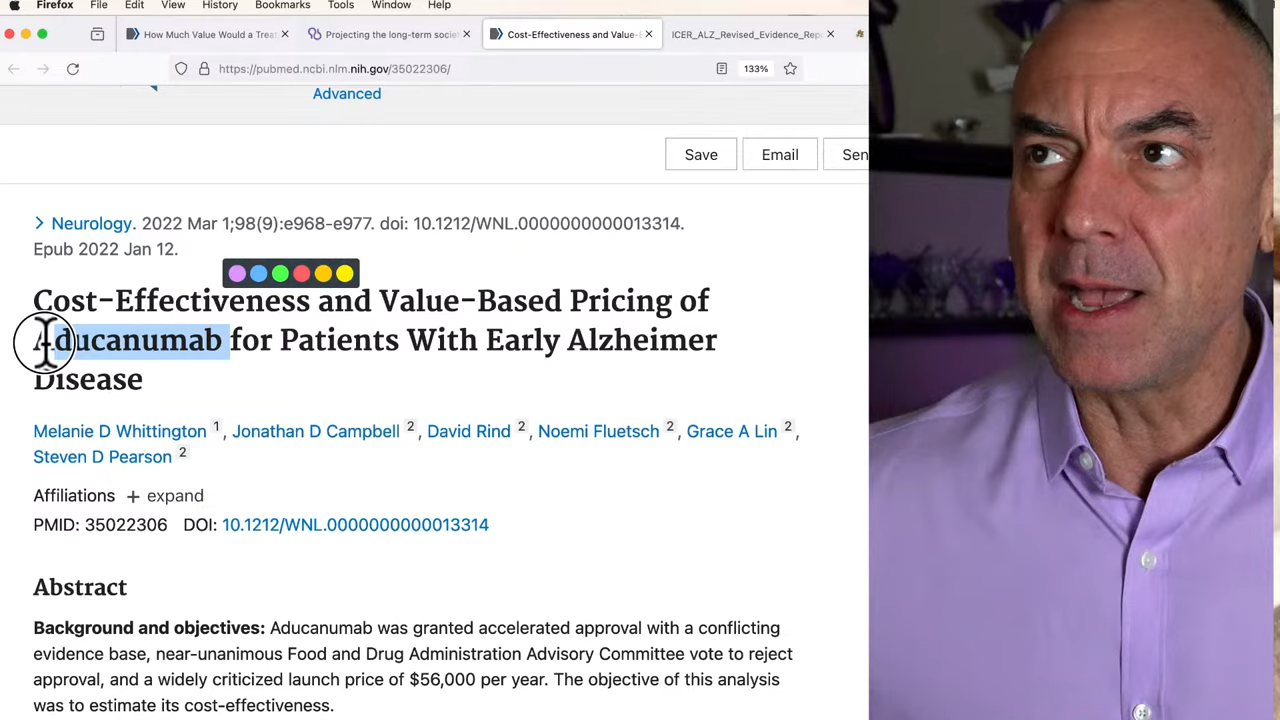 Firefox File Edit View History Bookmarks Tools Window Help
How Much Value Would a Trea Projecting the long-term socie Cost-Effectiveness and Value- ICER_ALZ_Revised_Evidence_Rep
https://pubmed.ncbi.nlm.nih.gov/35022306/ 133%
Advanced
Save Email Sen
Neurology. 2022 Mar 1;98(9):e968-e977. doi: 10.1212/WNL.0000000000013314.
Epub 2022 Jan 12.
Cost-Effectiveness and Value-Based Pricing of
Aducanumab for Patients With Early Alzheimer
Disease
Melanie D Whittington 1, Jonathan D Campbell 2, David Rind 2, Noemi Fluetsch 2, Grace A Lin 2,
Steven D Pearson 2
Affiliations + expand
PMID: 35022306 DOI: 10.1212/WNL.0000000000013314
Abstract
Background and objectives: Aducanumab was granted accelerated approval with a conflicting
evidence base, near-unanimous Food and Drug Administration Advisory Committee vote to reject
approval, and a widely criticized launch price of $56,000 per year. The objective of this analysis
was to estimate its cost-effectiveness.